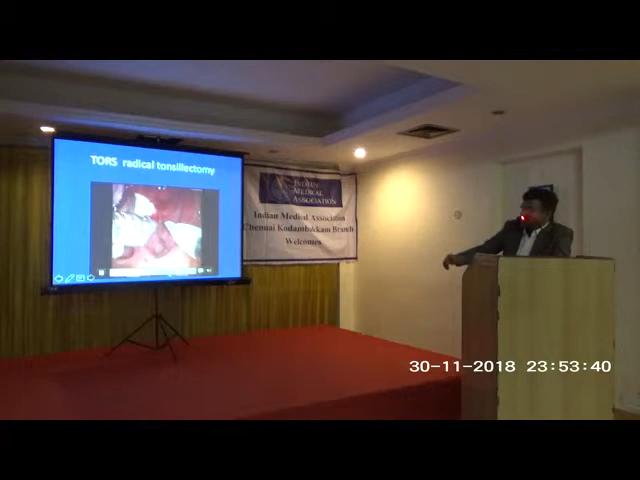 TORS radical tonsillectomy
INDIAN
MEDICAL
ASSOCIATION
Indian Medical Association
Chennai Kodambakkam Branch
Welcomes
30-11-2018 23:53:40